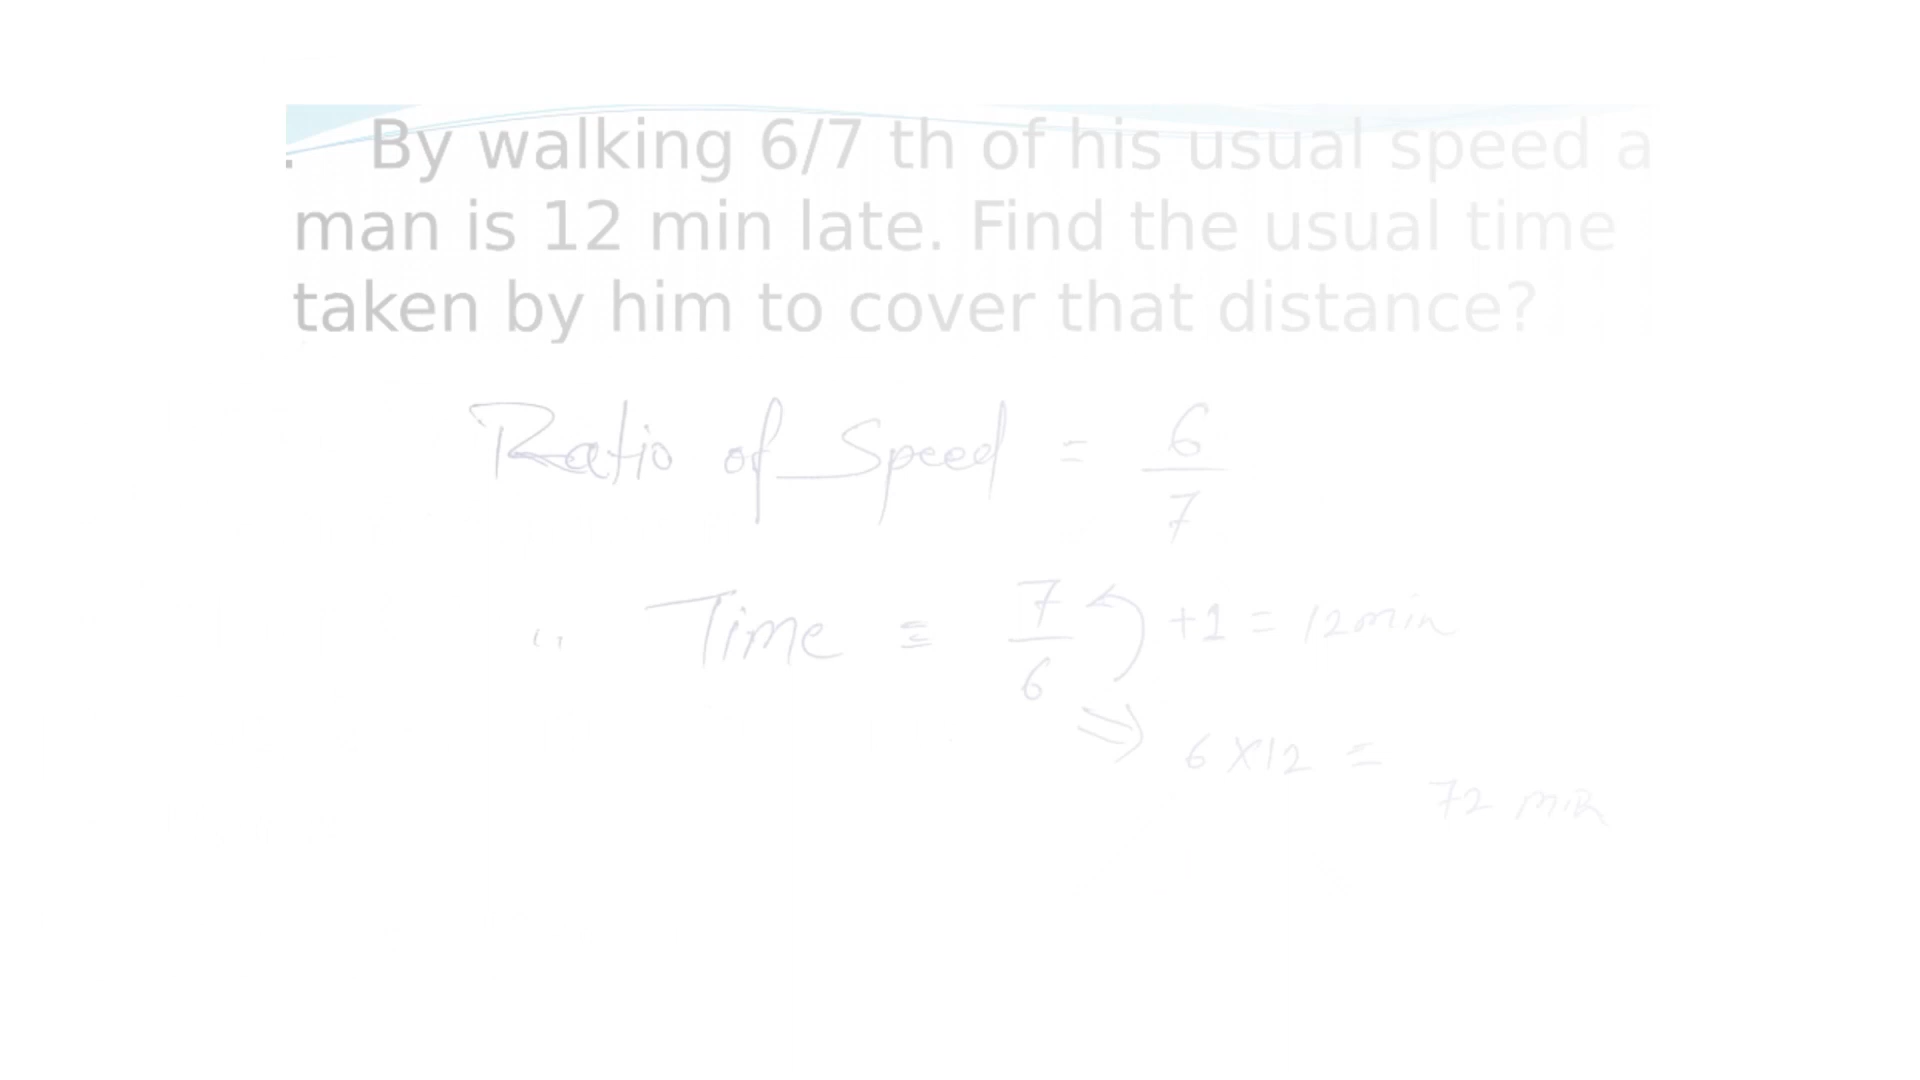 . By walking 6/7 th of his usual speed a
man is 12 min late. Find the usual time
taken by him to cover that distance?
Ratio of Speed = 6/7
" Time = 7/6 +1 = 12min
⇒ 6 X12 =
72 min